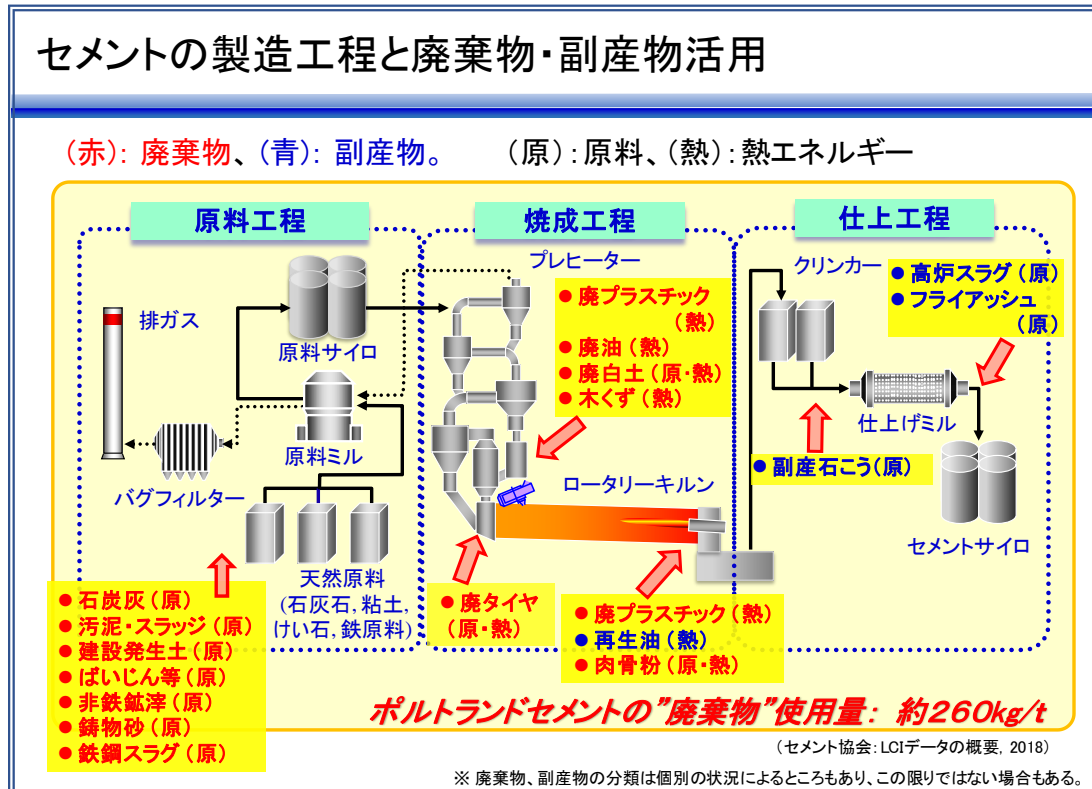 セメントの製造工程と廃棄物・副産物活用
(赤): 廃棄物、(青): 副産物。 (原):原料、(熱):熱エネルギー
原料工程
排ガス
原料サイロ
原料ミル
バグフィルター
天然原料
(石灰石,粘土,
けい石,鉄原料)
● 石炭灰(原)
● 汚泥・スラッジ(原)
● 建設発生土(原)
● ばいじん等(原)
● 非鉄鉱滓(原)
● 鋳物砂(原)
● 鉄鋼スラグ(原)
焼成工程
プレヒーター
● 廃プラスチック
(熱)
● 廃油(熱)
● 廃白土(原・熱)
● 木くず(熱)
ロータリーキルン
● 廃タイヤ
(原・熱)
● 廃プラスチック(熱)
● 再生油(熱)
● 肉骨粉(原・熱)
仕上工程
クリンカー
● 高炉スラグ(原)
● フライアッシュ
(原)
仕上げミル
● 副産石こう(原)
セメントサイロ
ポルトランドセメントの”廃棄物”使用量: 約260kg/t
(セメント協会:LCIデータの概要, 2018)
※ 廃棄物、副産物の分類は個別の状況によるところもあり、この限りではない場合もある。